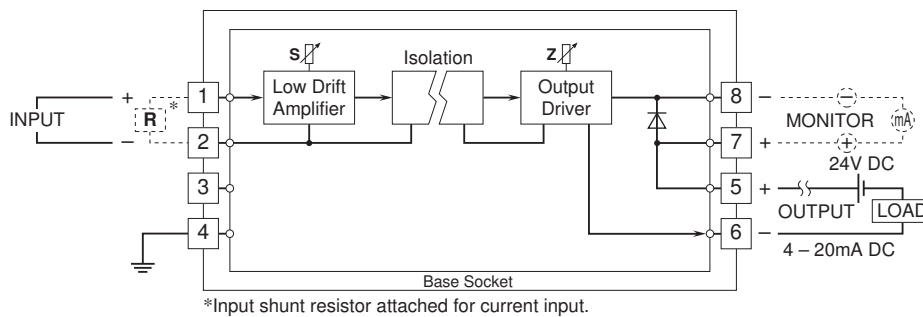 S
Isolation
Z
1
Low Drift
Amplifier
Output
Driver
8
−
−
+
*
R
INPUT
MONITOR
mA
−
2
7
+
+
24V DC
3
5
+
OUTPUT
LOAD
4
6
−
4 – 20mA DC
Base Socket
*Input shunt resistor attached for current input.